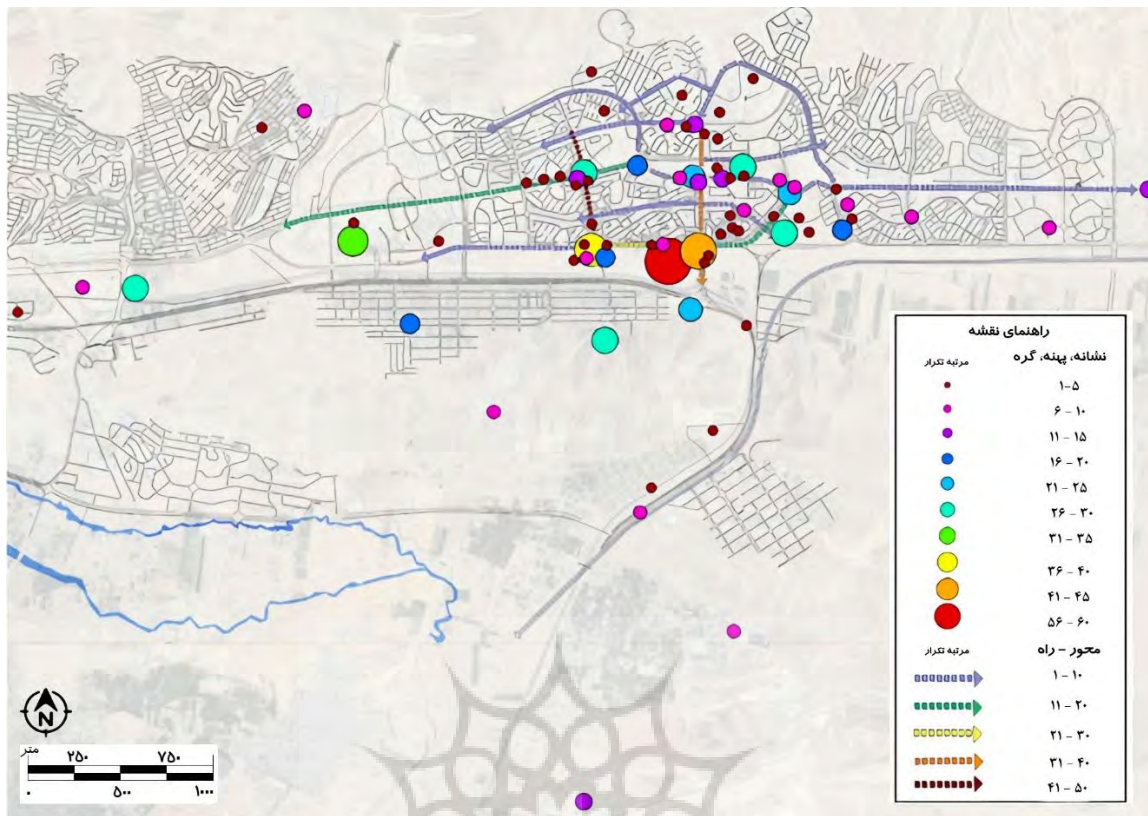 راهنمای نقشه
نشانه، پهنه، گره مرتبه تکرار
۱-۵
۶ - ۱۰
۱۱ - ۱۵
۱۶ - ۲۰
۲۱ - ۲۵
۲۶ - ۳۰
۳۱ - ۳۵
۳۶ - ۴۰
۴۱ - ۴۵
۵۶ - ۶۰
محور - راه مرتبه تکرار
۱ - ۱۰
۱۱ - ۲۰
۲۱ - ۳۰
۳۱ - ۴۰
۴۱ - ۵۰
N
متر ۲۵۰ ۷۵۰
۰ ۵۰۰ ۱۰۰۰